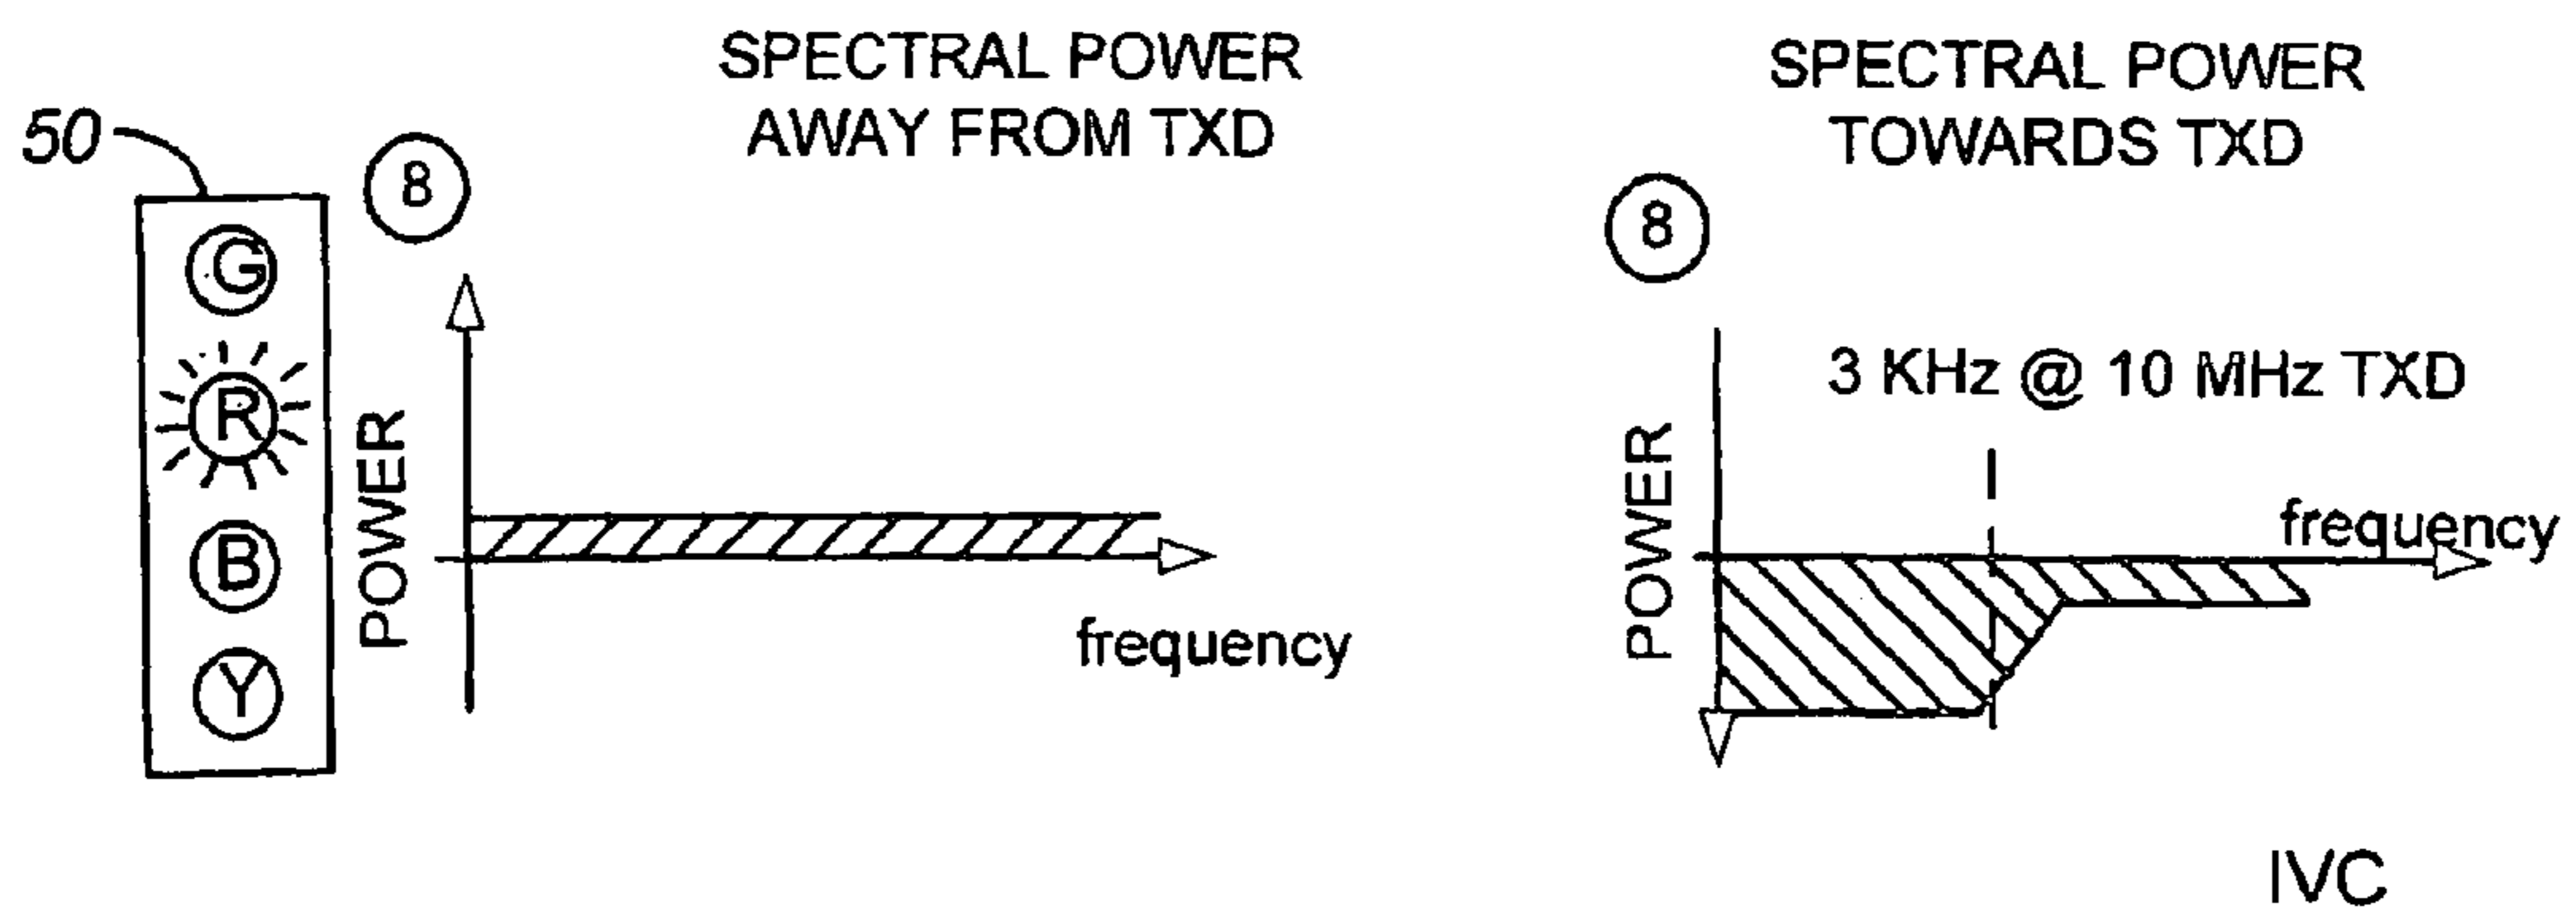 50
G
R
B
Y
8
SPECTRAL POWER
AWAY FROM TXD
POWER
frequency
SPECTRAL POWER
TOWARDS TXD
8
3 KHz @ 10 MHz TXD
POWER
frequency
IVC